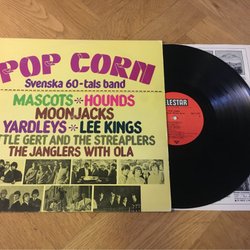 POP CORN
Svenska 60-tals band
MASCOTS * HOUNDS
MOONJACKS
YARDLEYS * LEE KINGS
TTLE GERT AND THE STREAPLERS
THE JANGLERS WITH OLA
TELESTAR